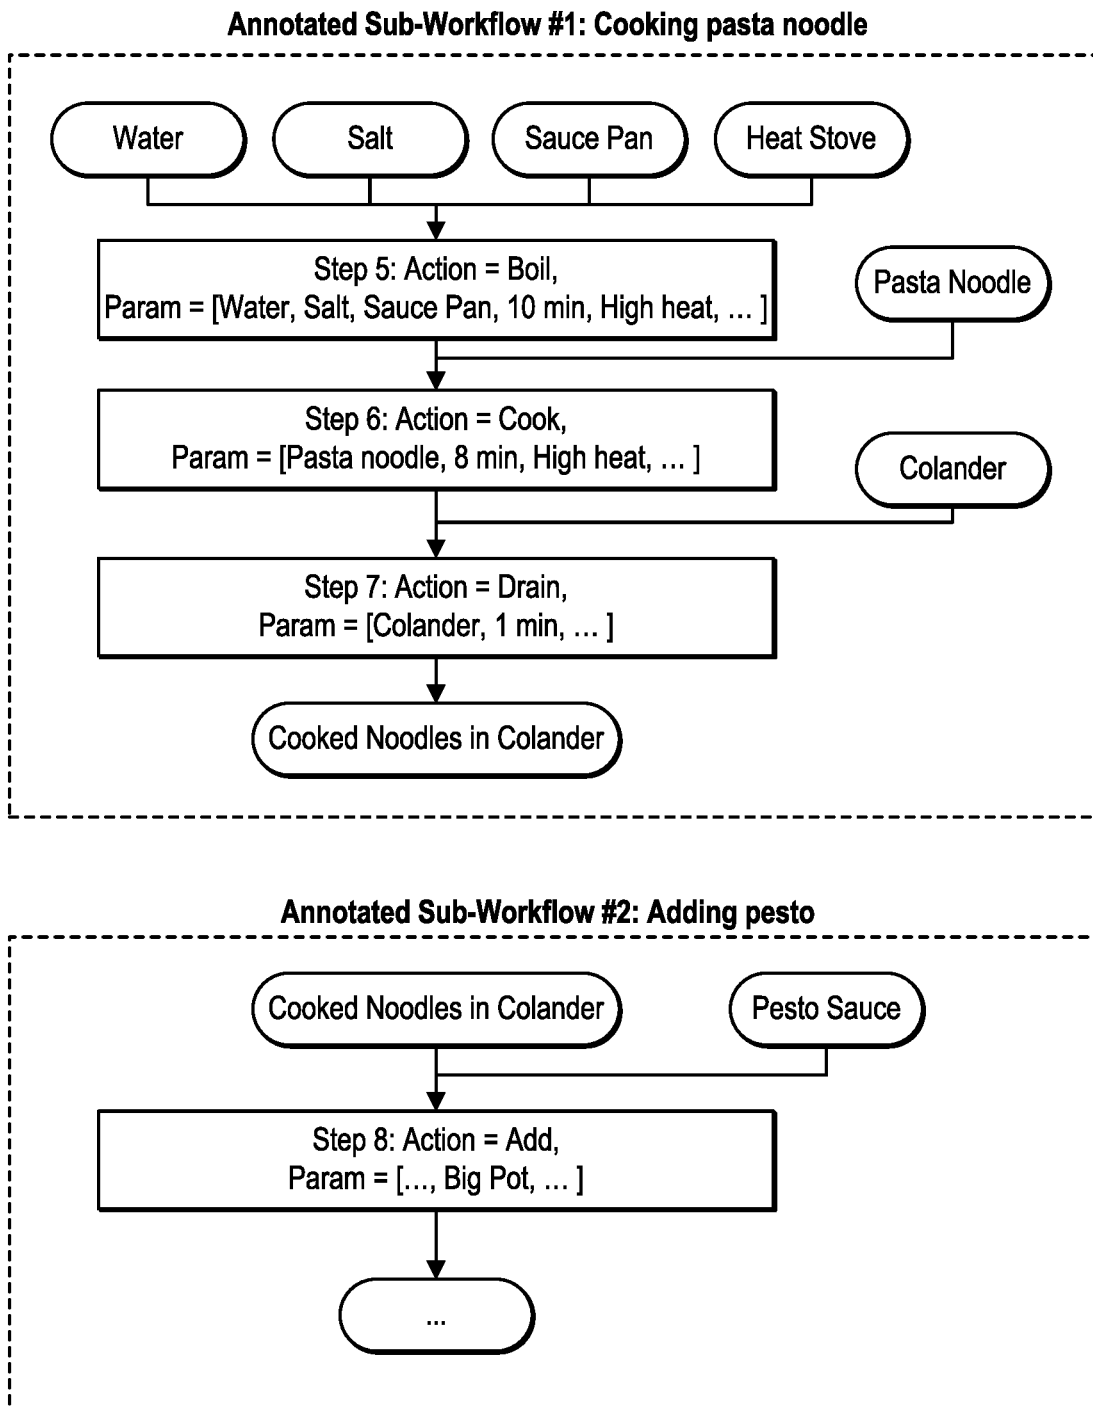 Annotated Sub-Workflow #1: Cooking pasta noodle
Water
Salt
Sauce Pan
Heat Stove
Step 5: Action = Boil,
Param = [Water, Salt, Sauce Pan, 10 min, High heat, ... ]
Pasta Noodle
Step 6: Action = Cook,
Param = [Pasta noodle, 8 min, High heat, ... ]
Colander
Step 7: Action = Drain,
Param = [Colander, 1 min, ... ]
Cooked Noodles in Colander
Annotated Sub-Workflow #2: Adding pesto
Cooked Noodles in Colander
Pesto Sauce
Step 8: Action = Add,
Param = [..., Big Pot, ... ]
...